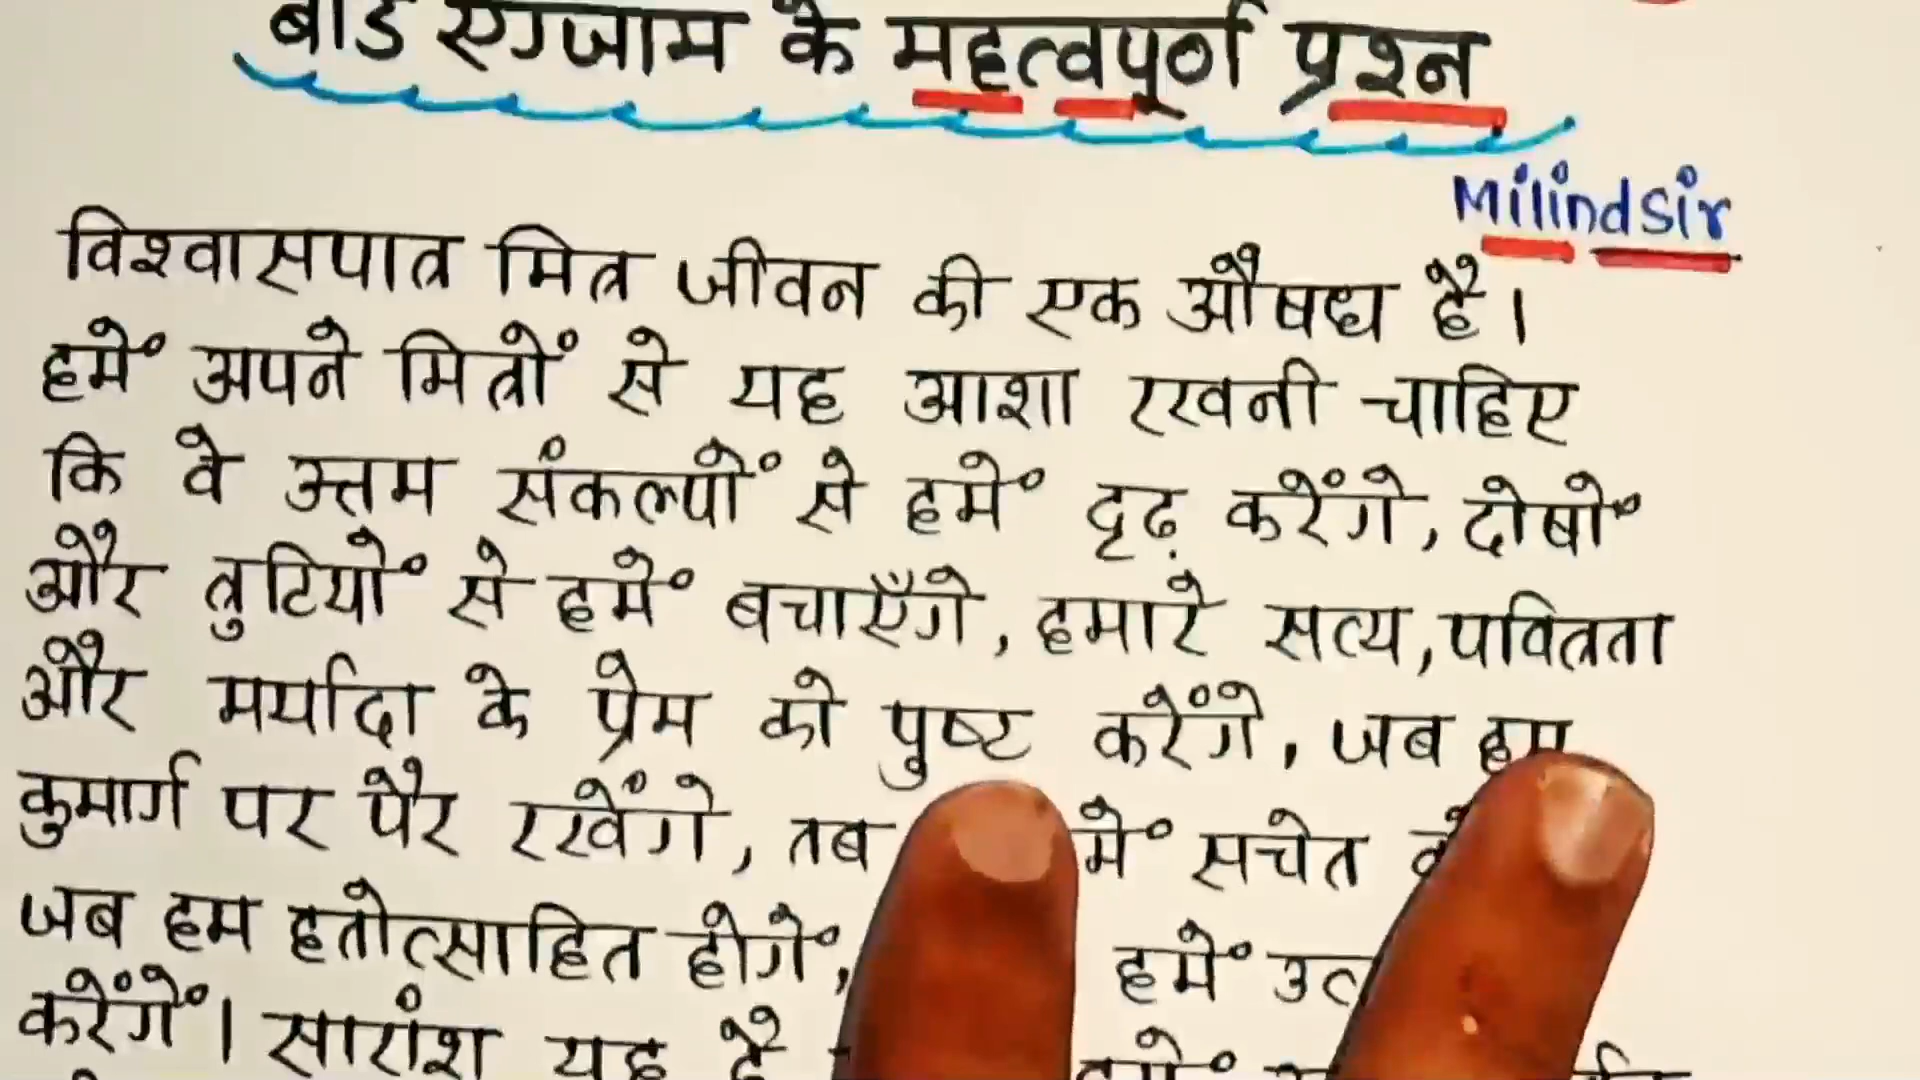 बोर्ड एग्जाम के महत्वपूर्ण प्रश्न
Milind Sir
विश्वासपात्र मित्र जीवन की एक औषध है।
हमें अपने मित्रों से यह आशा रखनी चाहिए
कि वे उत्तम संकल्पों से हमें दृढ़ करेंगे, दोषों
और त्रुटियों से हमें बचाएँगे, हमारे सत्य, पवित्रता
और मर्यादा के प्रेम को पुष्ट करेंगे, जब हम
कुमार्ग पर पैर रखेंगे, तब सचेत
जब हम हतोत्साहित होगें, हमें
करेंगें। सारांश यह है